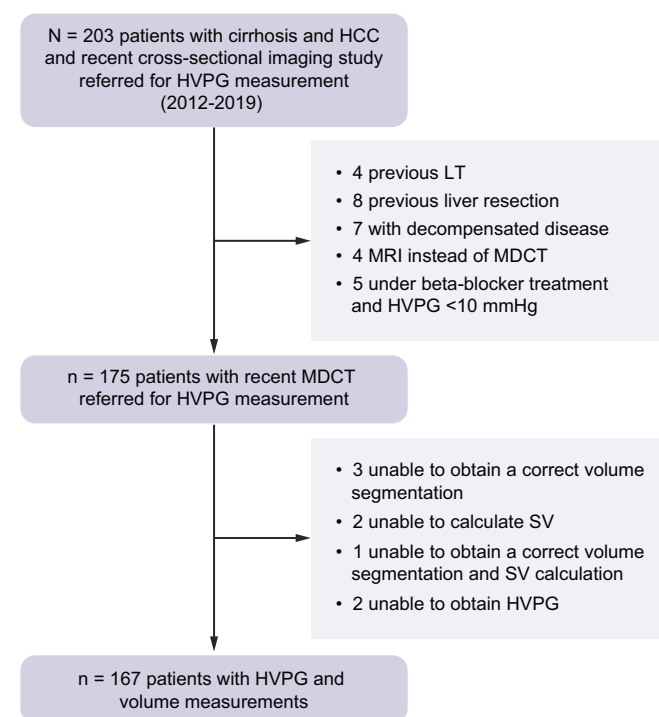 N = 203 patients with cirrhosis and HCC
and recent cross-sectional imaging study
referred for HVPG measurement
(2012-2019)
• 4 previous LT
• 8 previous liver resection
• 7 with decompensated disease
• 4 MRI instead of MDCT
• 5 under beta-blocker treatment
and HVPG <10 mmHg
n = 175 patients with recent MDCT
referred for HVPG measurement
• 3 unable to obtain a correct volume
segmentation
• 2 unable to calculate SV
• 1 unable to obtain a correct volume
segmentation and SV calculation
• 2 unable to obtain HVPG
n = 167 patients with HVPG and
volume measurements